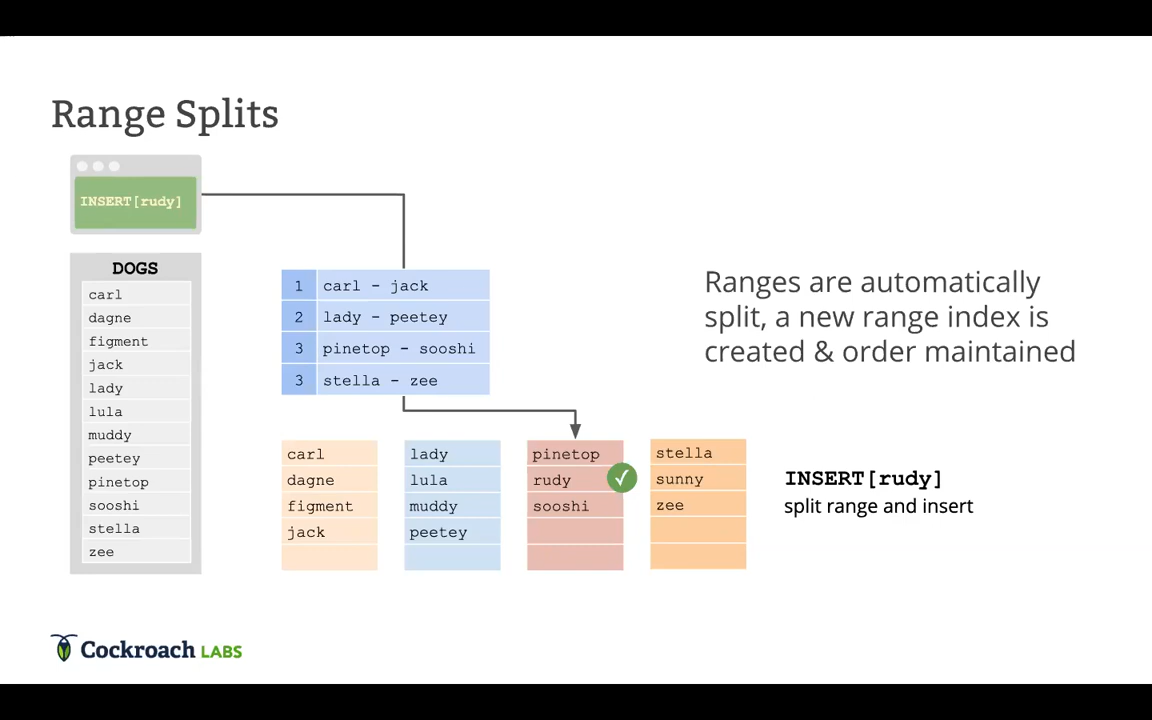 Range Splits
INSERT[rudy]
DOGS
carl
dagne
figment
jack
lady
lula
muddy
peetey
pinetop
sooshi
stella
zee
1 carl - jack
2 lady - peetey
3 pinetop - sooshi
3 stella - zee
carl
dagne
figment
jack
lady
lula
muddy
peetey
pinetop
rudy
sooshi
stella
sunny
zee
Ranges are automatically
split, a new range index is
created & order maintained
INSERT[rudy]
split range and insert
Cockroach LABS